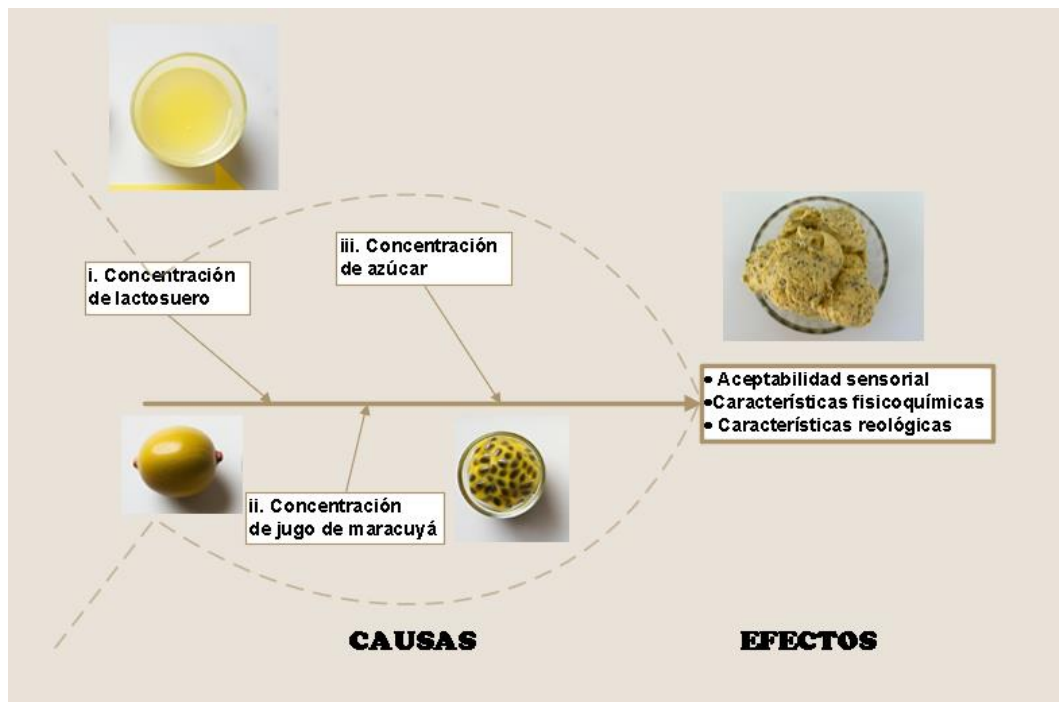 i. Concentración
de lactosuero
iii. Concentración
de azúcar
ii. Concentración
de jugo de maracuyá
• Aceptabilidad sensorial
•Características fisicoquímicas
• Características reológicas
CAUSAS
EFECTOS